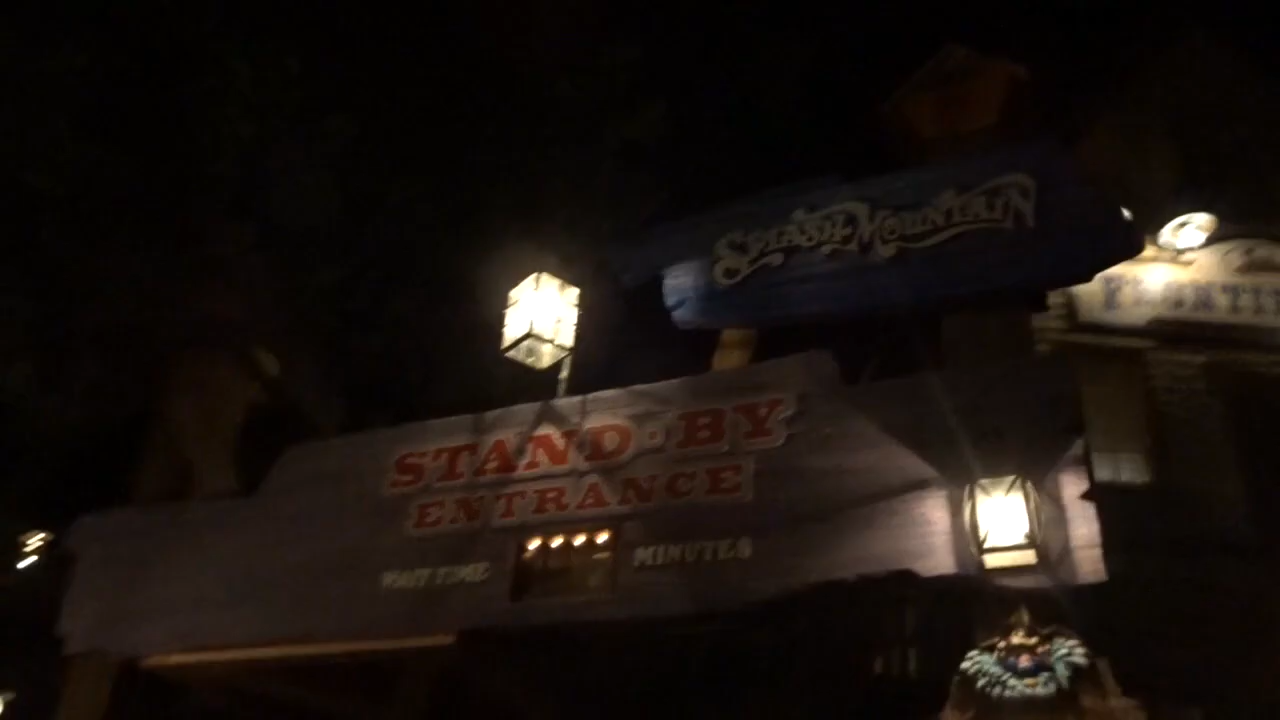 SPLASH MOUNTAIN
STAND-BY
ENTRANCE
WAIT TIME
MINUTES